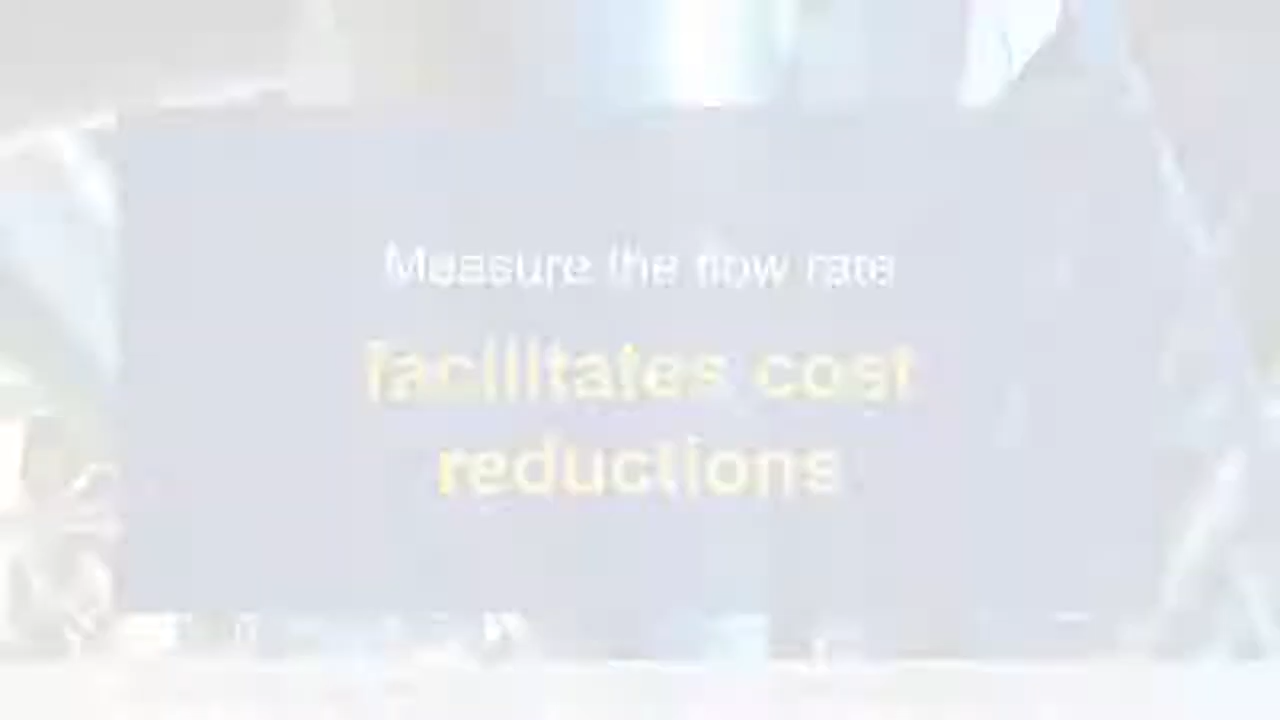 Measure the flow rate
facilitates cost
reductions